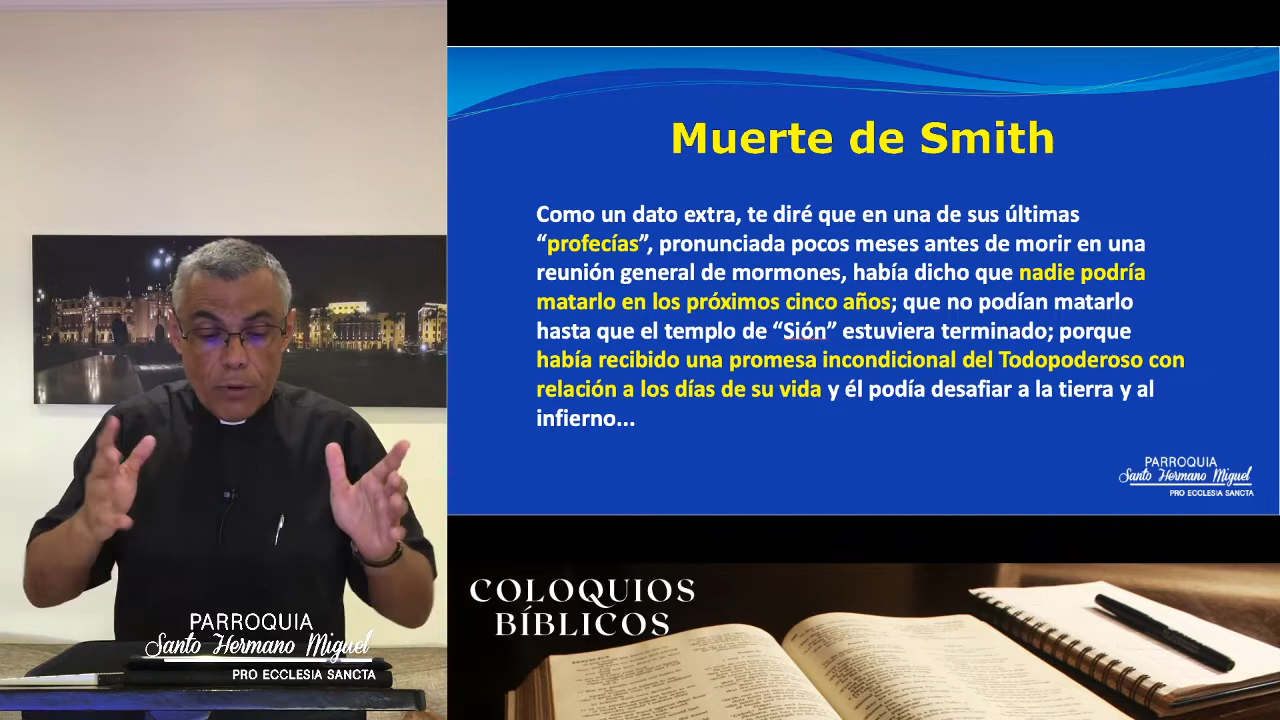 Muerte de Smith
Como un dato extra, te diré que en una de sus últimas
“profecías”, pronunciada pocos meses antes de morir en una
reunión general de mormones, había dicho que nadie podría
matarlo en los próximos cinco años; que no podían matarlo
hasta que el templo de “Sión” estuviera terminado; porque
había recibido una promesa incondicional del Todopoderoso con
relación a los días de su vida y él podía desafiar a la tierra y al
infierno...
PARROQUIA
Santo Hermano Miguel
PRO ECCLESIA SANCTA
COLOQUIOS
BÍBLICOS
PARROQUIA
Santo Hermano Miguel
PRO ECCLESIA SANCTA